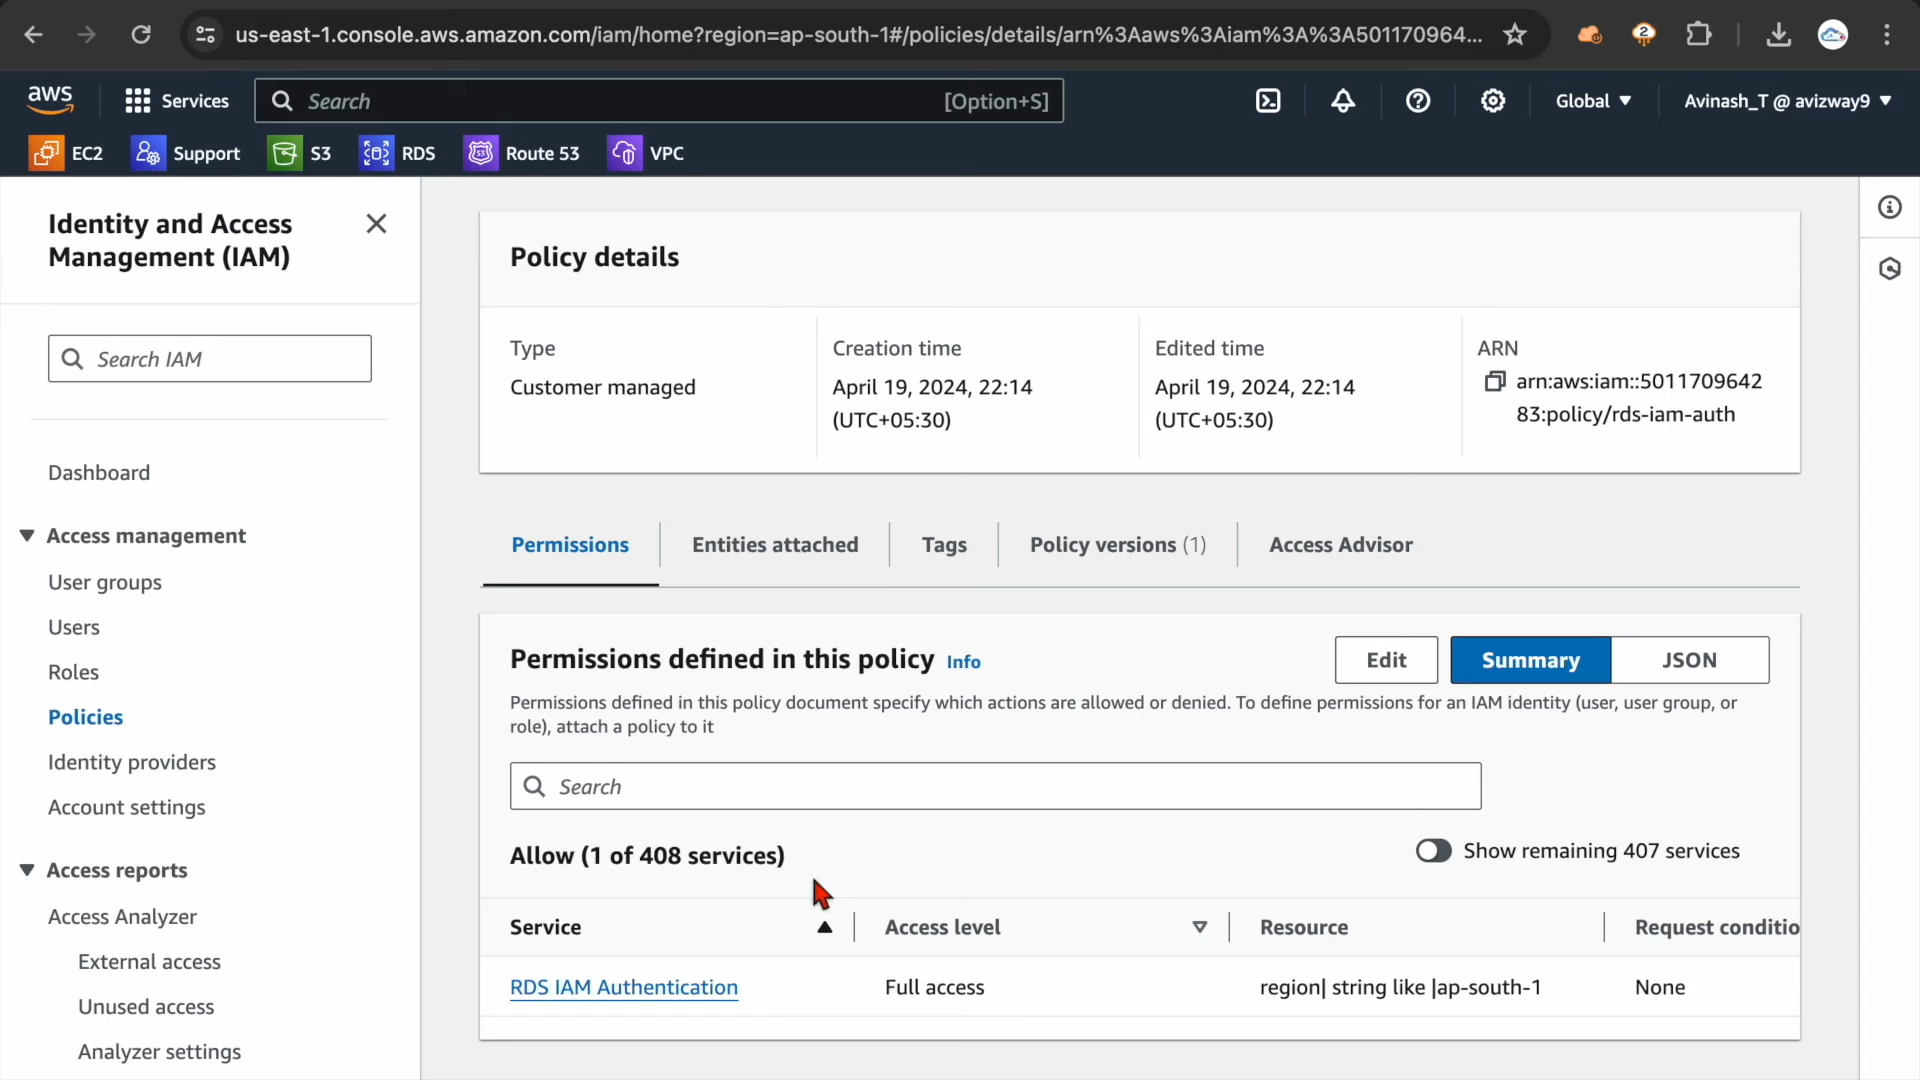 us-east-1.console.aws.amazon.com/iam/home?region=ap-south-1#/policies/details/arn%3Aaws%3Aiam%3A%3A501170964...
2
aws
Services
Search
[Option+S]
Global
Avinash_T @ avizway9
EC2
Support
S3
RDS
53
Route 53
VPC
Identity and Access
Management (IAM)
Search IAM
Dashboard
Access management
User groups
Users
Roles
Policies
Identity providers
Account settings
Access reports
Access Analyzer
External access
Unused access
Analyzer settings
Policy details
Type
Customer managed
Creation time
April 19, 2024, 22:14
(UTC+05:30)
Edited time
April 19, 2024, 22:14
(UTC+05:30)
ARN
arn:aws:iam::5011709642
83:policy/rds-iam-auth
Permissions
Entities attached
Tags
Policy versions (1)
Access Advisor
Permissions defined in this policy Info
Edit
Summary
JSON
Permissions defined in this policy document specify which actions are allowed or denied. To define permissions for an IAM identity (user, user group, or
role), attach a policy to it
Search
Allow (1 of 408 services)
Show remaining 407 services
Service
Access level
Resource
Request conditio
RDS IAM Authentication
Full access
region| string like |ap-south-1
None